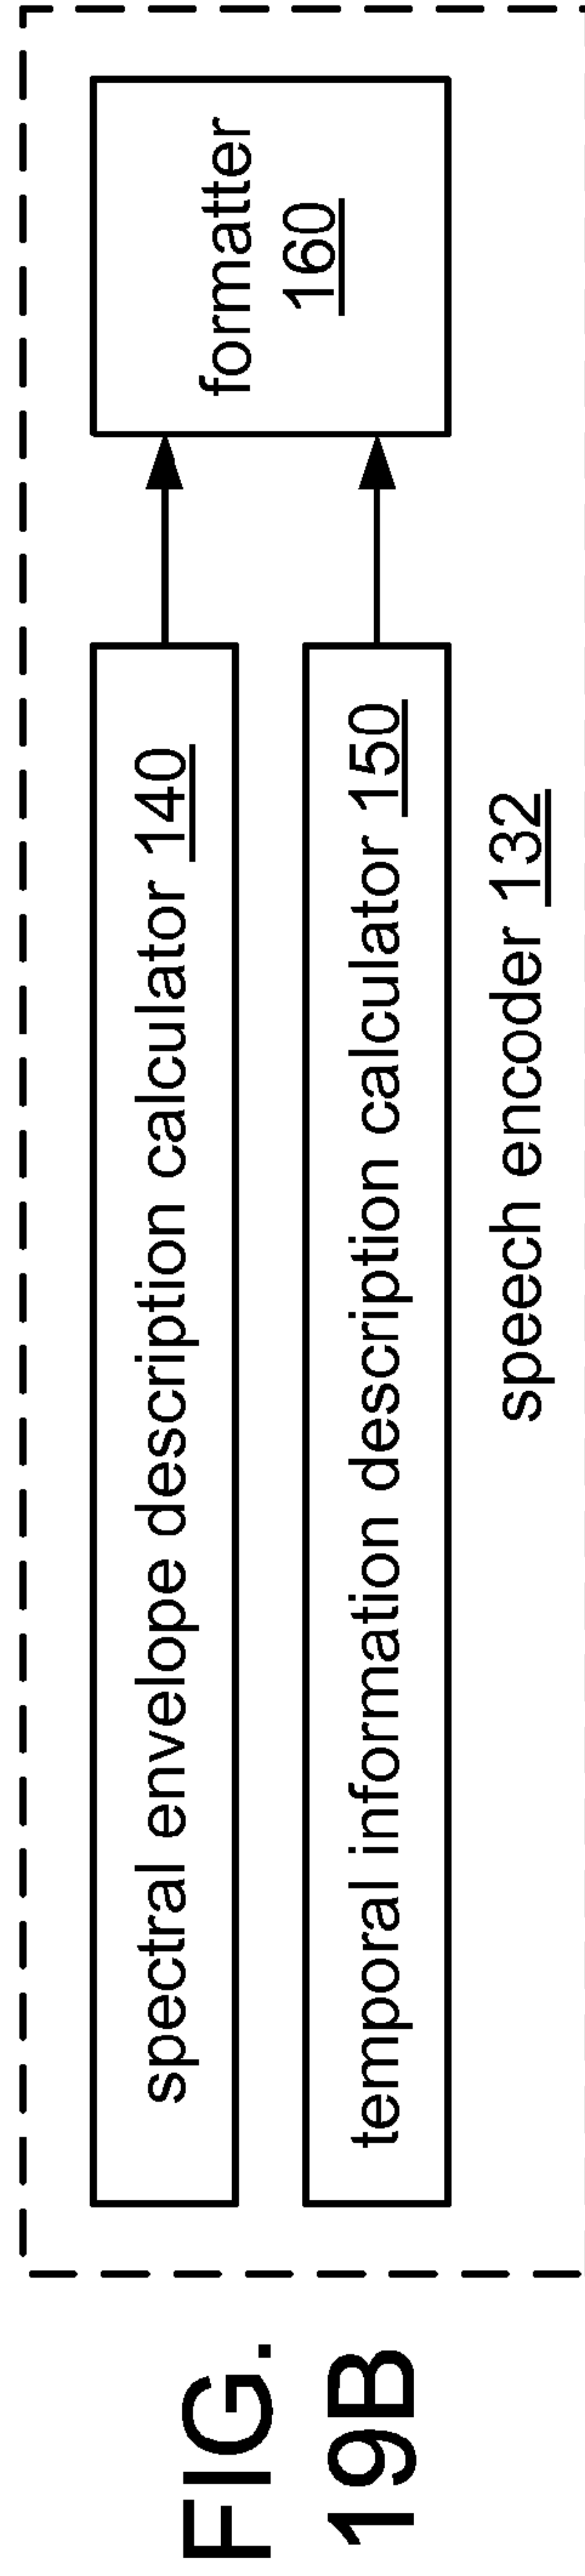 FIG.
19B
spectral envelope description calculator 140
temporal information description calculator 150
formatter
160
speech encoder 132